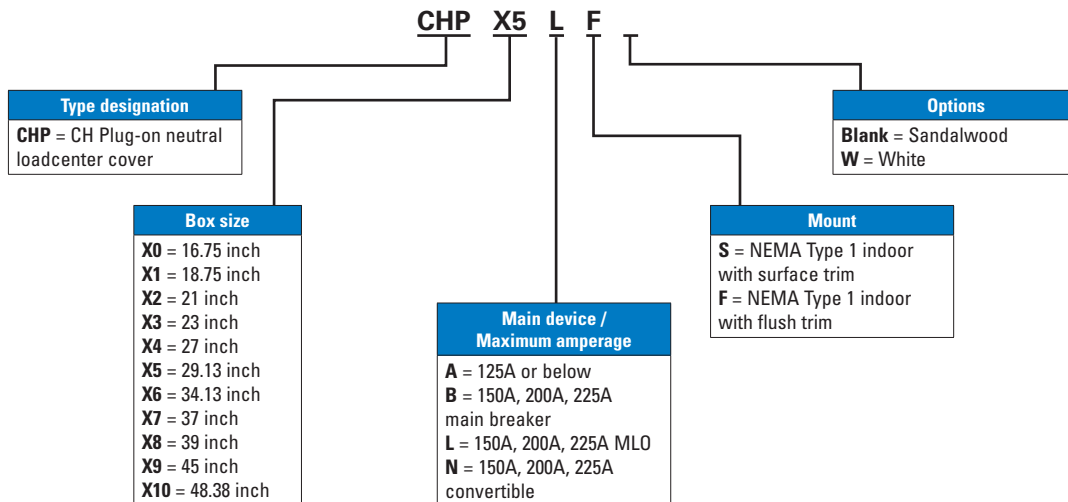 CHP X5 L F
Type designation
CHP = CH Plug-on neutral
loadcenter cover
Options
Blank = Sandalwood
W = White
Box size
X0 = 16.75 inch
X1 = 18.75 inch
X2 = 21 inch
X3 = 23 inch
X4 = 27 inch
X5 = 29.13 inch
X6 = 34.13 inch
X7 = 37 inch
X8 = 39 inch
X9 = 45 inch
X10 = 48.38 inch
Main device /
Maximum amperage
A = 125A or below
B = 150A, 200A, 225A
main breaker
L = 150A, 200A, 225A MLO
N = 150A, 200A, 225A
convertible
Mount
S = NEMA Type 1 indoor
with surface trim
F = NEMA Type 1 indoor
with flush trim